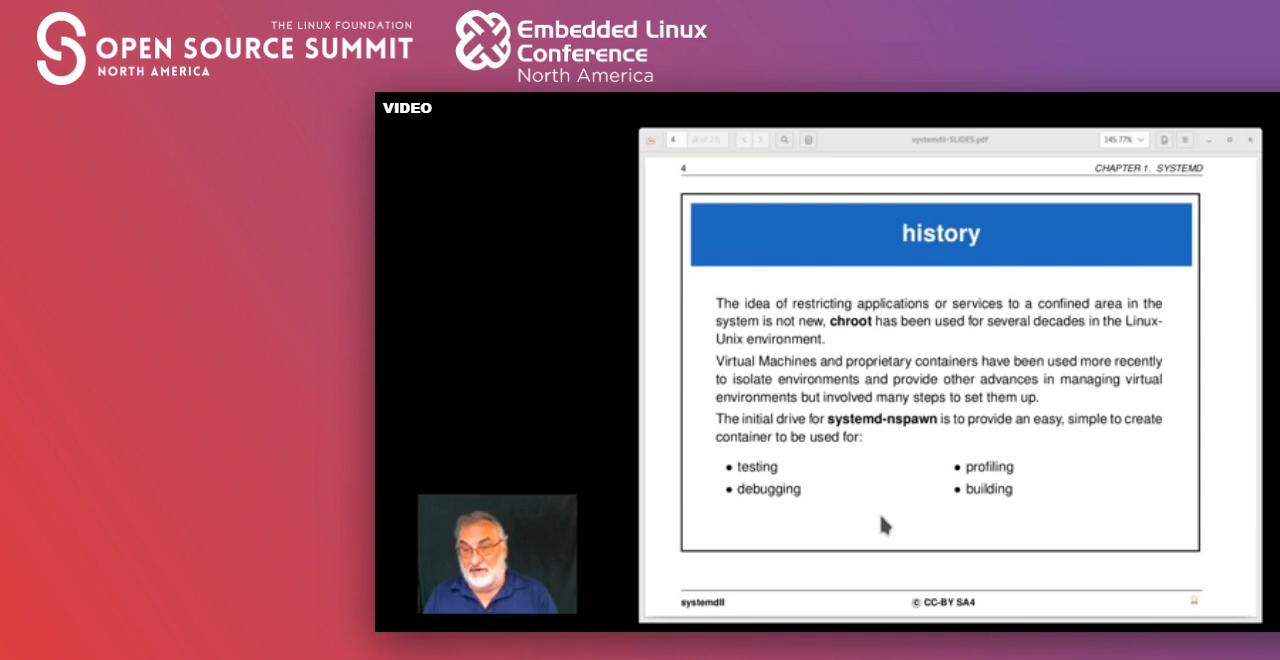 THE LINUX FOUNDATION
OPEN SOURCE SUMMIT
NORTH AMERICA
Embedded Linux
Conference
North America
VIDEO
4 (8 of 27) systemdII-SLIDES.pdf 145.77%
4 CHAPTER 1. SYSTEMD
history
The idea of restricting applications or services to a confined area in the
system is not new, chroot has been used for several decades in the Linux-
Unix environment.
Virtual Machines and proprietary containers have been used more recently
to isolate environments and provide other advances in managing virtual
environments but involved many steps to set them up.
The initial drive for systemd-nspawn is to provide an easy, simple to create
container to be used for:
• testing • profiling
• debugging • building
systemdII © CC-BY SA4